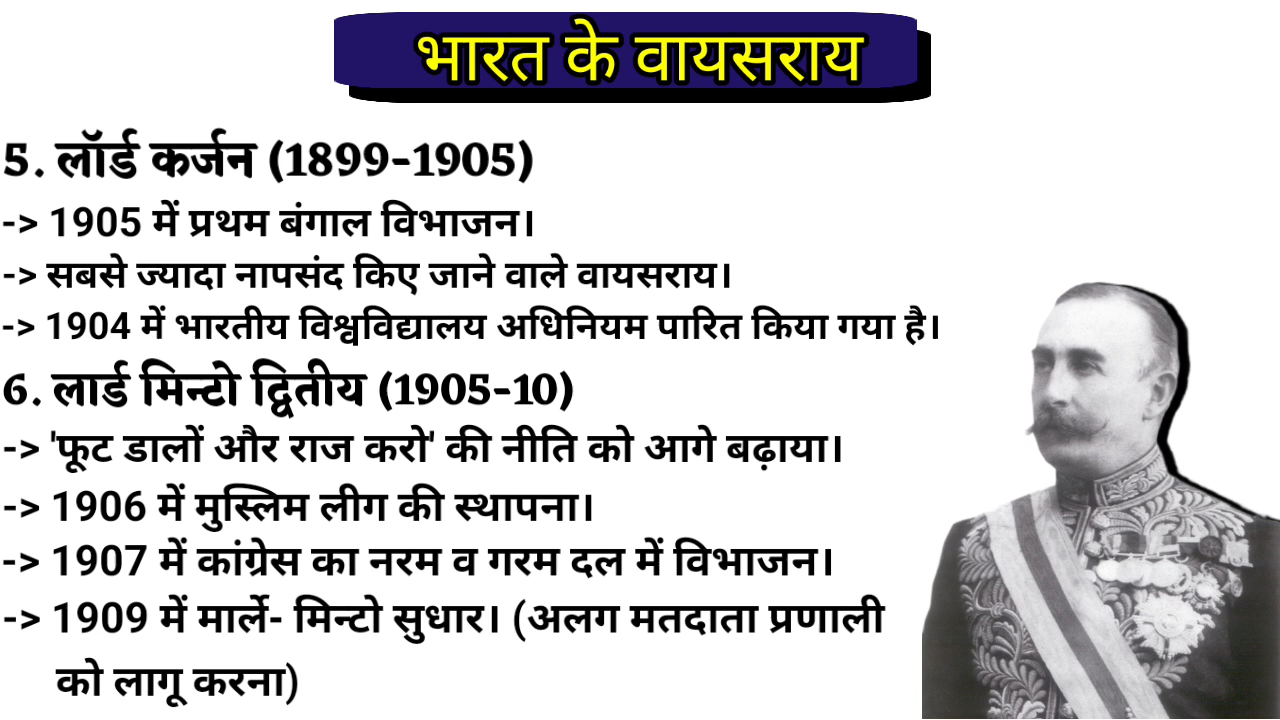 भारत के वायसराय
5. लॉर्ड कर्जन (1899-1905)
-> 1905 में प्रथम बंगाल विभाजन।
-> सबसे ज्यादा नापसंद किए जाने वाले वायसराय।
-> 1904 में भारतीय विश्वविद्यालय अधिनियम पारित किया गया है।
6. लार्ड मिन्टो द्वितीय (1905-10)
-> 'फूट डालों और राज करो' की नीति को आगे बढ़ाया।
-> 1906 में मुस्लिम लीग की स्थापना।
-> 1907 में कांग्रेस का नरम व गरम दल में विभाजन।
-> 1909 में मार्ले- मिन्टो सुधार। (अलग मतदाता प्रणाली
को लागू करना)